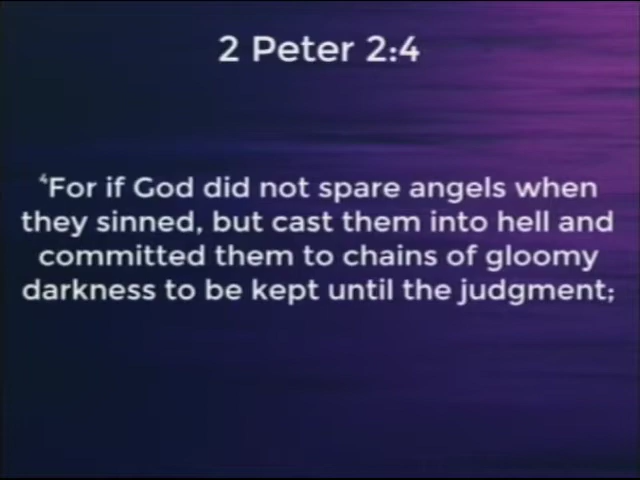 2 Peter 2:4
⁴For if God did not spare angels when
they sinned, but cast them into hell and
committed them to chains of gloomy
darkness to be kept until the judgment;